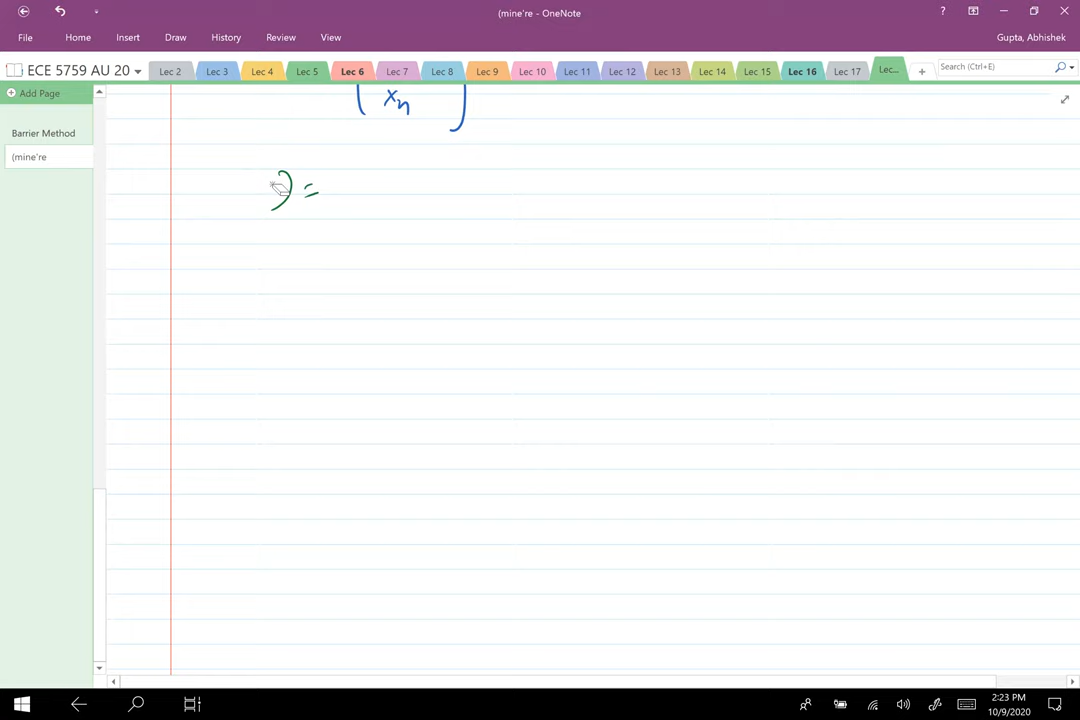 (mine're - OneNote
?
Gupta, Abhishek
File Home Insert Draw History Review View
ECE 5759 AU 20
Lec 2 Lec 3 Lec 4 Lec 5 Lec 6 Lec 7 Lec 8 Lec 9 Lec 10 Lec 11 Lec 12 Lec 13 Lec 14 Lec 15 Lec 16 Lec 17 Lec... +
Search (Ctrl+E)
Add Page
Barrier Method
(mine're
xn
) =
2:23 PM
10/9/2020